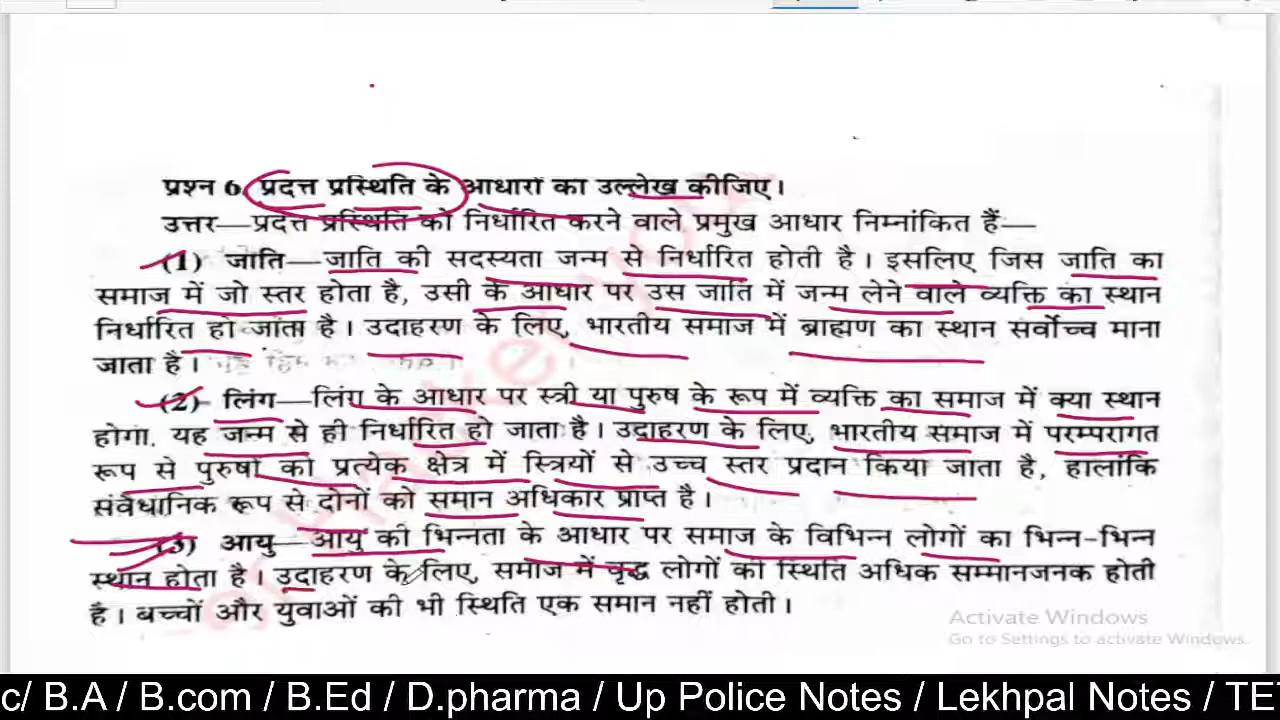 प्रश्न 6. प्रदत्त प्रस्थिति के आधारों का उल्लेख कीजिए।
उत्तर—प्रदत्त प्रस्थिति को निर्धारित करने वाले प्रमुख आधार निम्नांकित हैं—
(1) जाति—जाति की सदस्यता जन्म से निर्धारित होती है। इसलिए जिस जाति का
समाज में जो स्तर होता है, उसी के आधार पर उस जाति में जन्म लेने वाले व्यक्ति का स्थान
निर्धारित हो जाता है। उदाहरण के लिए, भारतीय समाज में ब्राह्मण का स्थान सर्वोच्च माना
जाता है।
(2) लिंग—लिंग के आधार पर स्त्री या पुरुष के रूप में व्यक्ति का समाज में क्या स्थान
होगा, यह जन्म से ही निर्धारित हो जाता है। उदाहरण के लिए, भारतीय समाज में परम्परागत
रूप से पुरुषों को प्रत्येक क्षेत्र में स्त्रियों से उच्च स्तर प्रदान किया जाता है, हालांकि
संवैधानिक रूप से दोनों को समान अधिकार प्राप्त है।
(3) आयु—आयु की भिन्नता के आधार पर समाज के विभिन्न लोगों का भिन्न-भिन्न
स्थान होता है। उदाहरण के लिए, समाज में वृद्ध लोगों की स्थिति अधिक सम्मानजनक होती
है। बच्चों और युवाओं की भी स्थिति एक समान नहीं होती।
Activate Windows
Go to Settings to activate Windows.
c/ B.A / B.com / B.Ed / D.pharma / Up Police Notes / Lekhpal Notes / TE